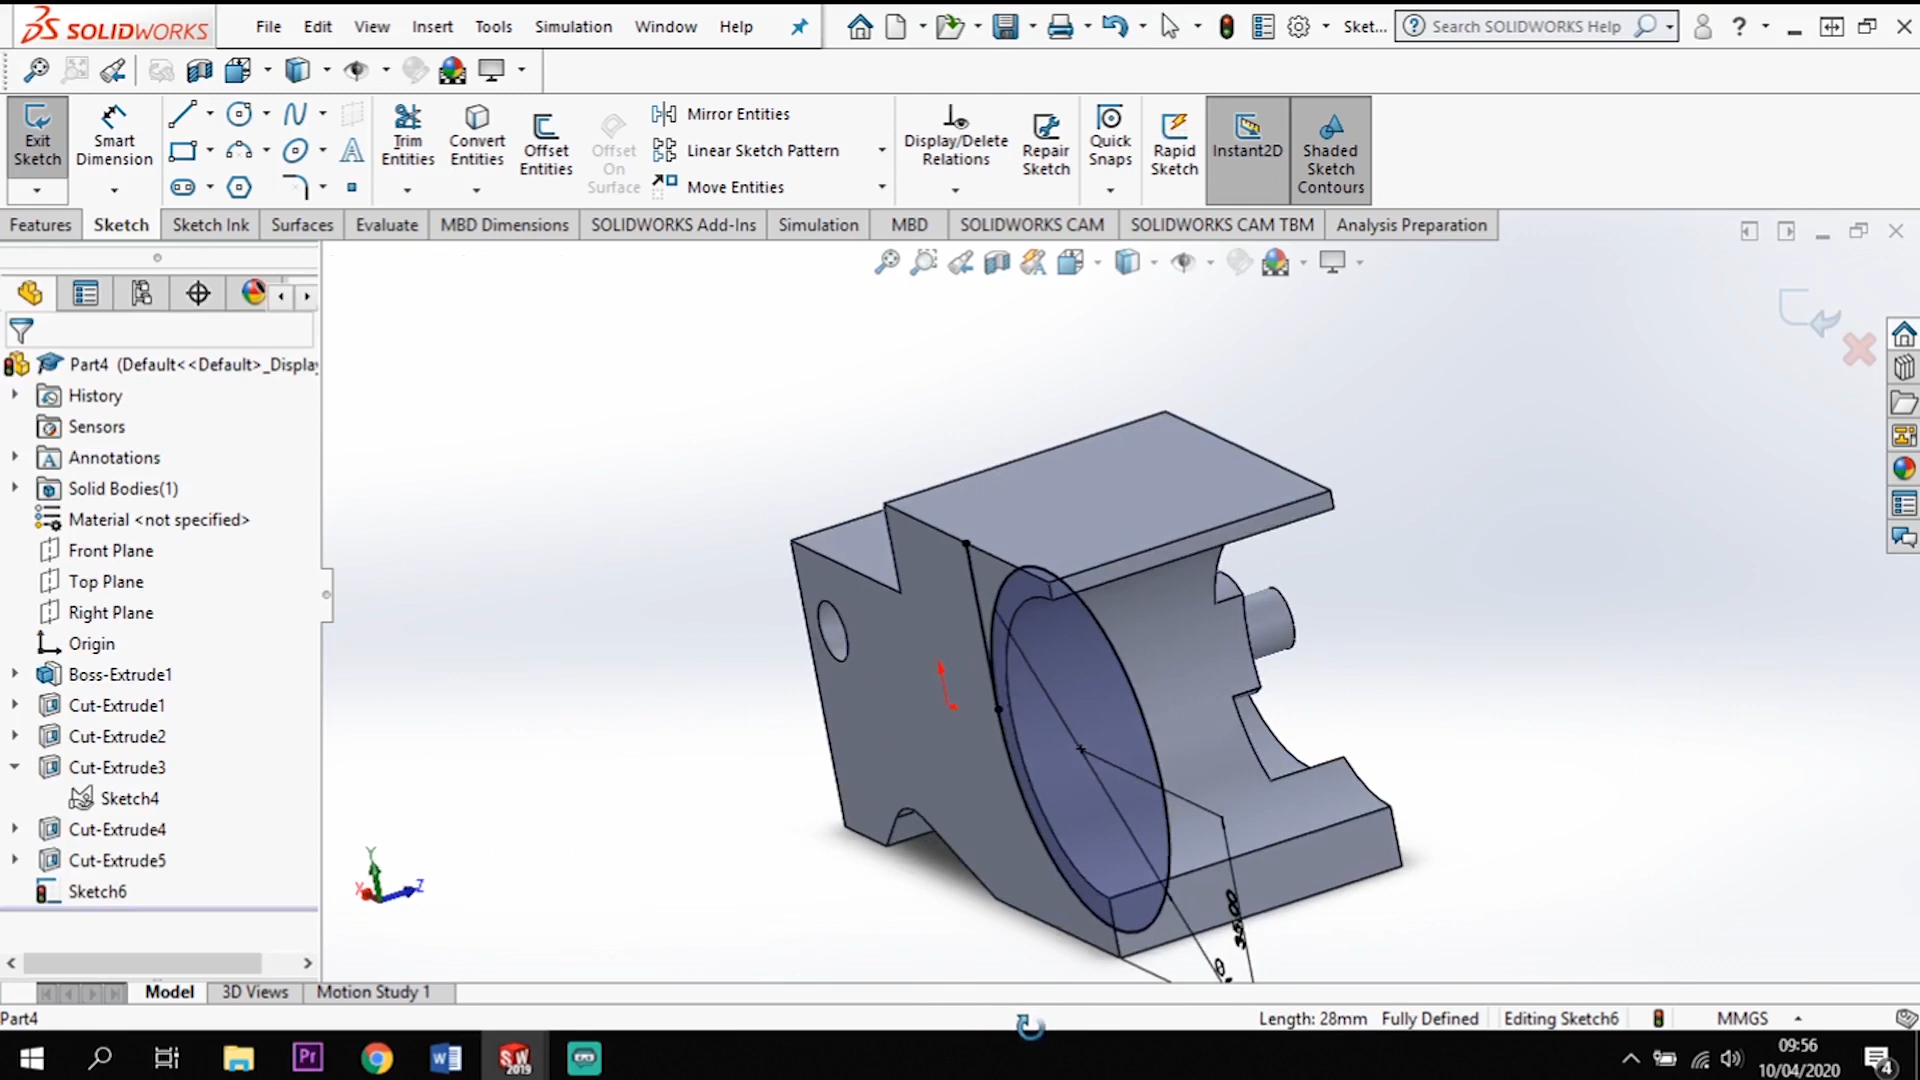 SOLIDWORKS File Edit View Insert Tools Simulation Window Help Sket... Search SOLIDWORKS Help ?
Exit Sketch
Smart Dimension
Trim Entities
Convert Entities
Offset Entities
Offset On Surface
Mirror Entities
Linear Sketch Pattern
Move Entities
Display/Delete Relations
Repair Sketch
Quick Snaps
Rapid Sketch
Instant2D
Shaded Sketch Contours
Features Sketch Sketch Ink Surfaces Evaluate MBD Dimensions SOLIDWORKS Add-Ins Simulation MBD SOLIDWORKS CAM SOLIDWORKS CAM TBM Analysis Preparation
Part4 (Default<<Default>_Displa
History
Sensors
Annotations
Solid Bodies(1)
Material <not specified>
Front Plane
Top Plane
Right Plane
Origin
Boss-Extrude1
Cut-Extrude1
Cut-Extrude2
Cut-Extrude3
Sketch4
Cut-Extrude4
Cut-Extrude5
Sketch6
Y
X
Z
35.00
Model 3D Views Motion Study 1
Part4 Length: 28mm Fully Defined Editing Sketch6 MMGS
Pr W SW 2019
09:56
10/04/2020
4